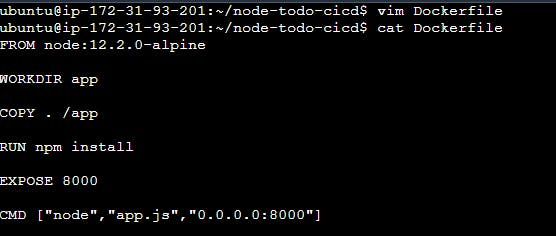 ubuntu@ip-172-31-93-201:~/node-todo-cicd$ vim Dockerfile
ubuntu@ip-172-31-93-201:~/node-todo-cicd$ cat Dockerfile
FROM node:12.2.0-alpine
WORKDIR app
COPY . /app
RUN npm install
EXPOSE 8000
CMD ["node","app.js","0.0.0.0:8000"]